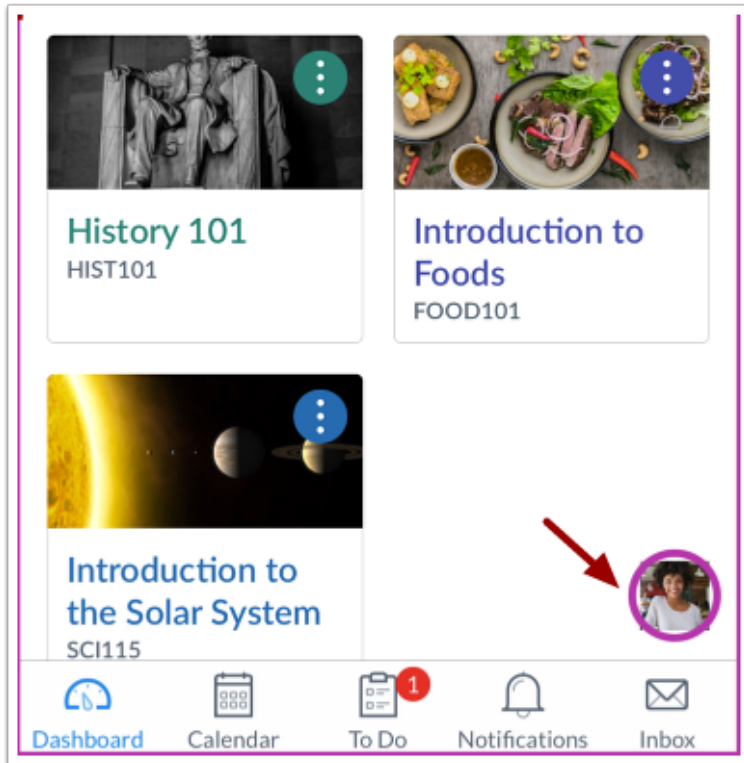 History 101
HIST101
Introduction to
Foods
FOOD101
Introduction to
the Solar System
SCI115
1
Dashboard
Calendar
To Do
Notifications
Inbox